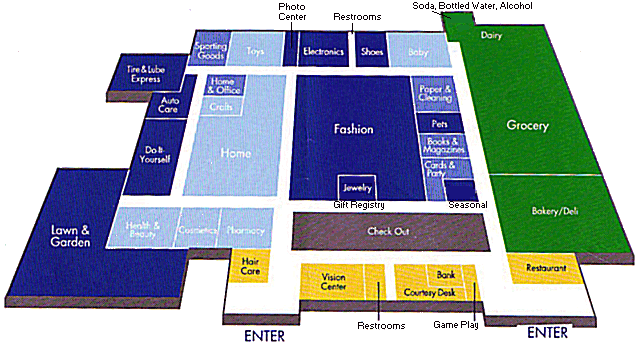 Soda, Bottled Water, Alcohol
Photo
Center
Restrooms
Dairy
Sporting
Goods
Toys
Electronics
Shoes
Baby
Tire & Lube
Express
Home
& Office
Paper &
Cleaning
Auto
Care
Crafts
Fashion
Pets
Grocery
Do-It-
Yourself
Home
Books &
Magazines
Cards &
Party
Jewelry
Gift Registry
Seasonal
Bakery/Deli
Lawn &
Garden
Health &
Beauty
Cosmetics
Pharmacy
Check Out
Hair
Care
Vision
Center
Bank
Courtesy Desk
Restaurant
Restrooms
Game Play
ENTER
ENTER